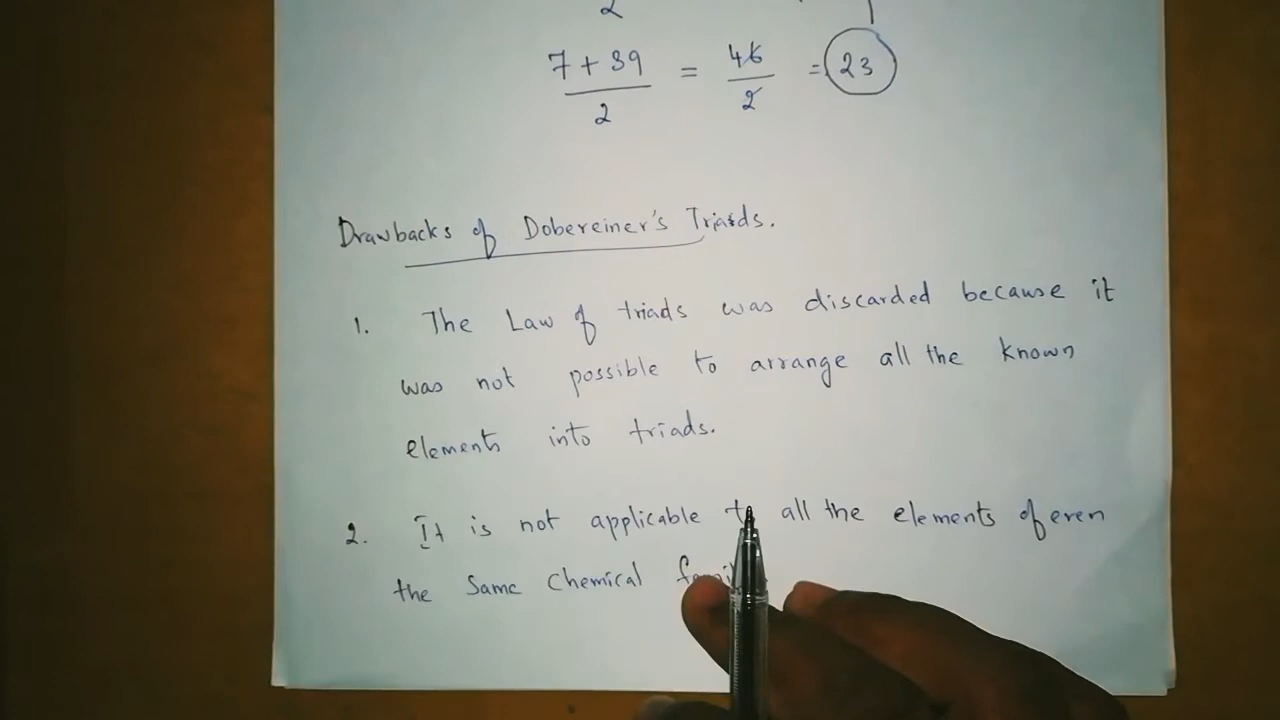 2
7 + 39 = 46 = 23
2 2
Drawbacks of Dobereiner's Triads.
1. The Law of triads was discarded because it
was not possible to arrange all the known
elements into triads.
2. It is not applicable all the elements of even
the same chemical